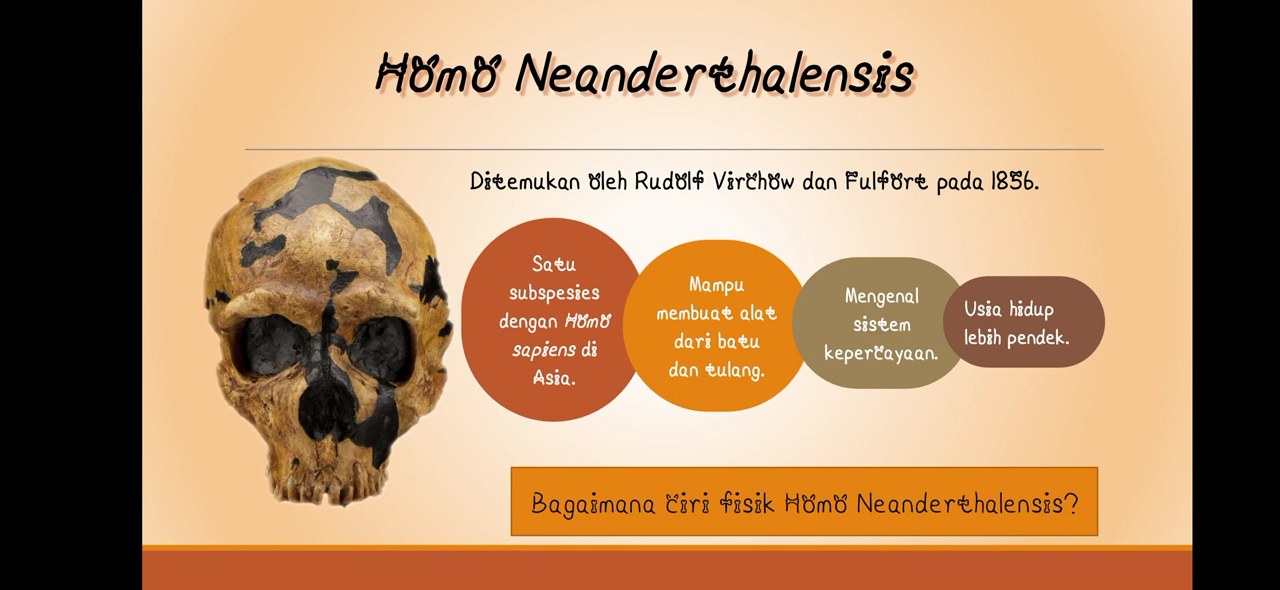 Homo Neanderthalensis
Ditemukan oleh Rudolf Virchow dan Fulfort pada 1856.
Satu
subspesies
dengan Homo
sapiens di
Asia.
Mampu
membuat alat
dari batu
dan tulang.
Mengenal
sistem
kepercayaan.
Usia hidup
lebih pendek.
Bagaimana ciri fisik Homo Neanderthalensis?